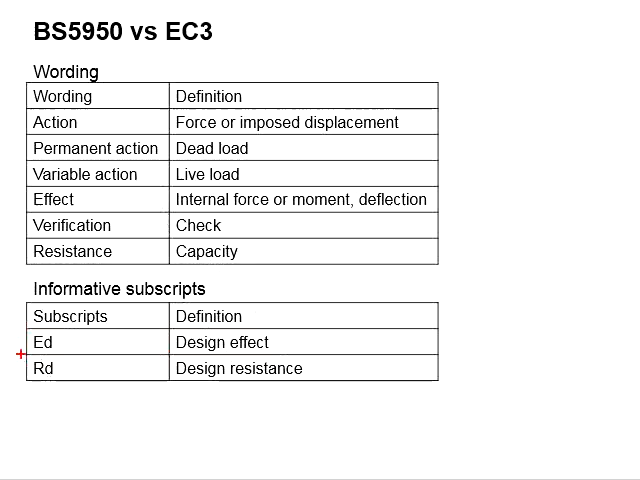 BS5950 vs EC3
Wording
Wording Definition
Action Force or imposed displacement
Permanent action Dead load
Variable action Live load
Effect Internal force or moment, deflection
Verification Check
Resistance Capacity
Informative subscripts
Subscripts Definition
Ed Design effect
Rd Design resistance